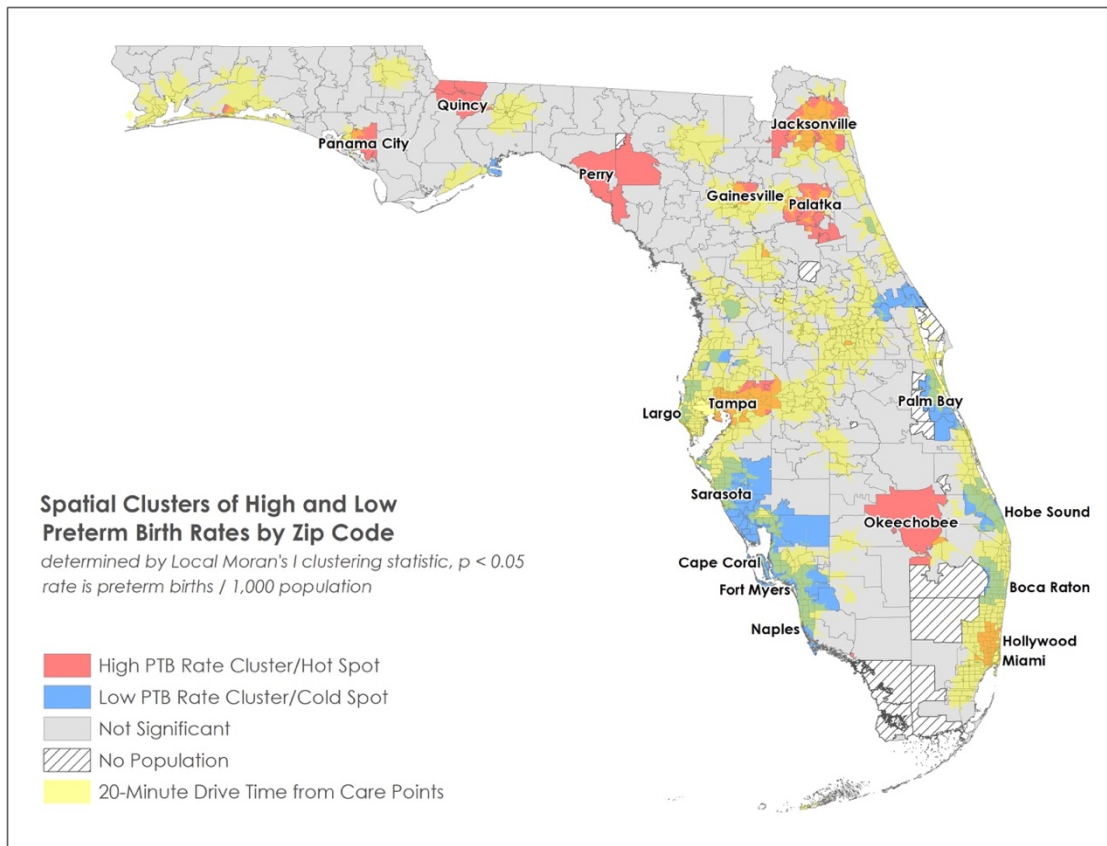 Quincy
Jacksonville
Panama City
Perry
Gainesville
Palatka
Palm Bay
Largo
Tampa
Sarasota
Spatial Clusters of High and Low
Preterm Birth Rates by Zip Code
determined by Local Moran's I clustering statistic, p < 0.05
rate is preterm births / 1,000 population
Okeechobee
Hobe Sound
Cape Coral
Fort Myers
Boca Raton
Naples
Hollywood
Miami
High PTB Rate Cluster/Hot Spot
Low PTB Rate Cluster/Cold Spot
Not Significant
No Population
20-Minute Drive Time from Care Points